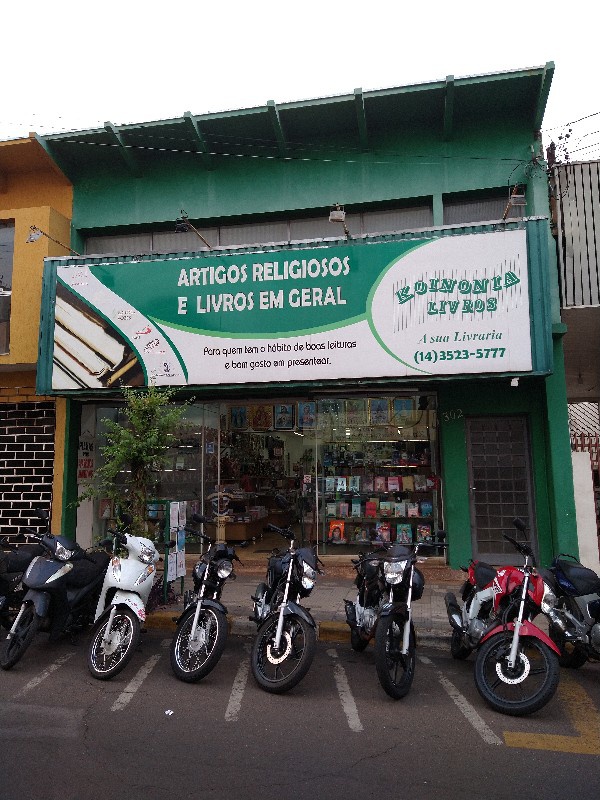 ARTIGOS RELIGIOSOS
E LIVROS EM GERAL
Para quem tem o hábito de boas leituras
e bom gosto em presentear.
KOINONIA
LIVROS
A sua Livraria
(14) 3523-5777
302